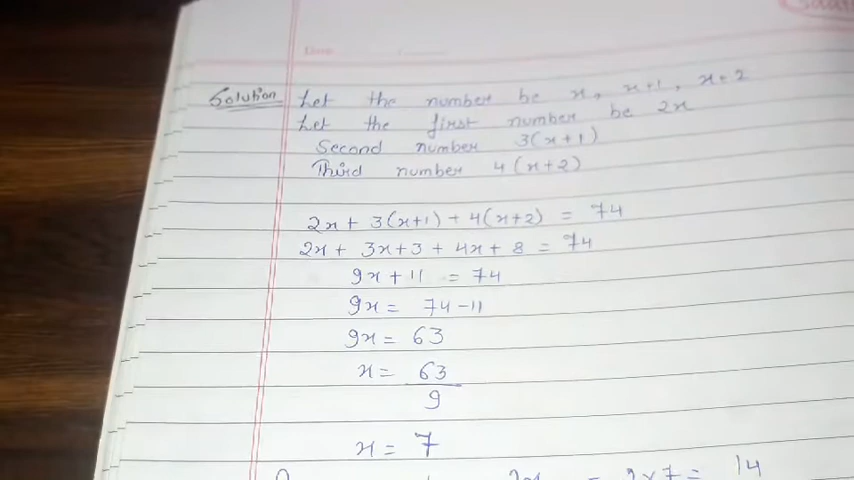 Solution Let the number be x, x+1, x+2
Let the first number be 2x
Second number 3(x+1)
Third number 4(x+2)
2x + 3(x+1) + 4(x+2) = 74
2x + 3x+3 + 4x + 8 = 74
9x + 11 = 74
9x = 74-11
9x = 63
x = 63
9
x = 7
2x = 2x7 = 14